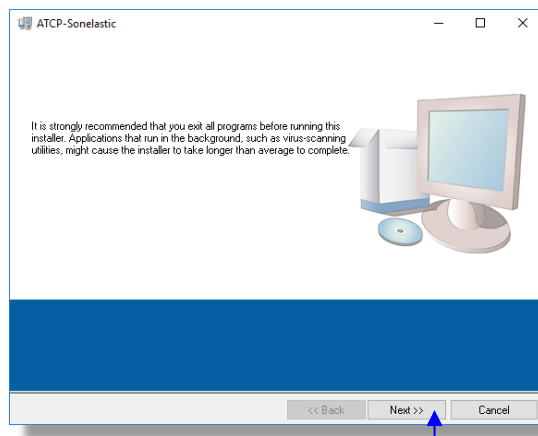 ATCP-Sonelastic
It is strongly recommended that you exit all programs before running this
installer. Applications that run in the background, such as virus-scanning
utilities, might cause the installer to take longer than average to complete.
<< Back Next >> Cancel